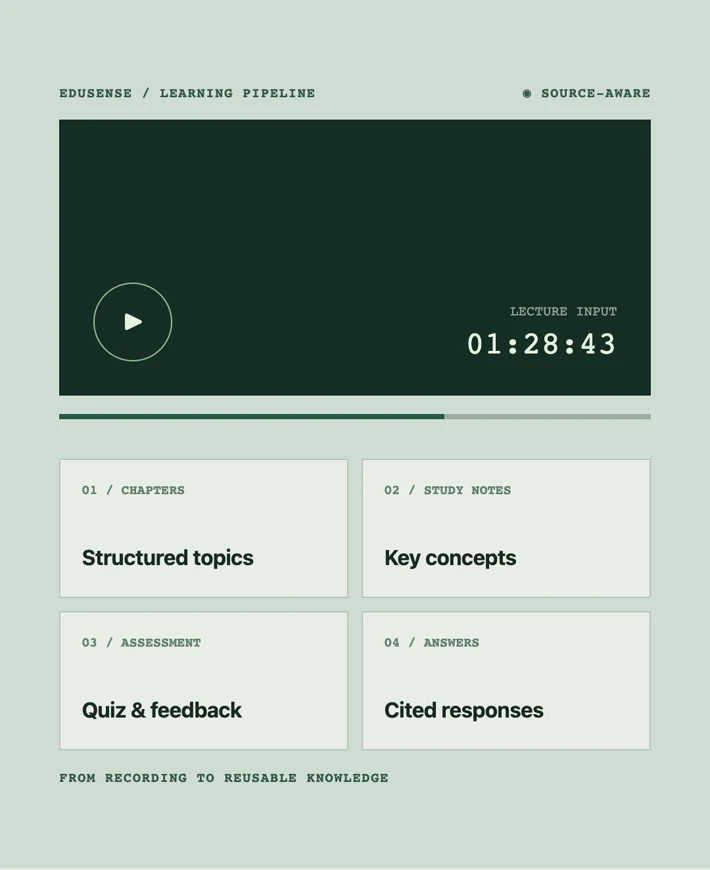 EDUSENSE / LEARNING PIPELINE
◉ SOURCE-AWARE
LECTURE INPUT
01:28:43
01 / CHAPTERS
Structured topics
02 / STUDY NOTES
Key concepts
03 / ASSESSMENT
Quiz & feedback
04 / ANSWERS
Cited responses
FROM RECORDING TO REUSABLE KNOWLEDGE